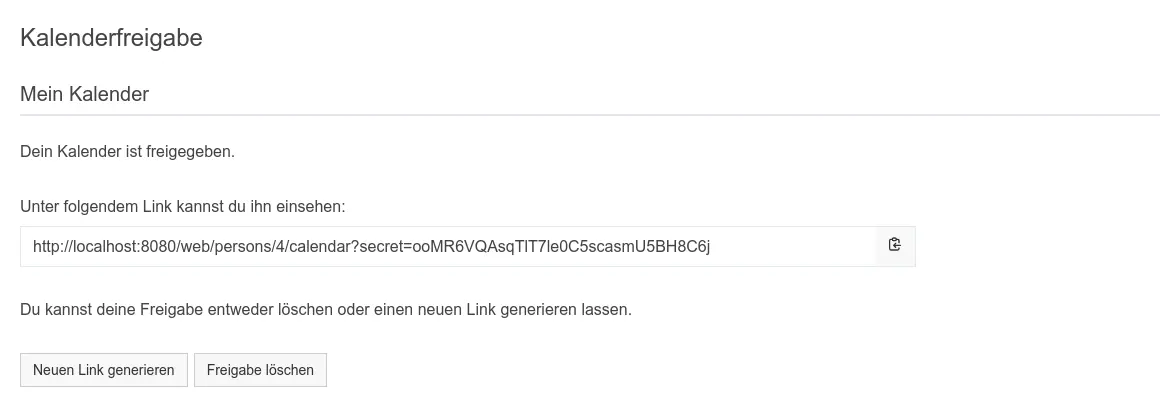 Kalenderfreigabe
Mein Kalender
Dein Kalender ist freigegeben.
Unter folgendem Link kannst du ihn einsehen:
http://localhost:8080/web/persons/4/calendar?secret=ooMR6VQAsqTlT7le0C5scasmU5BH8C6j
Du kannst deine Freigabe entweder löschen oder einen neuen Link generieren lassen.
Neuen Link generieren Freigabe löschen